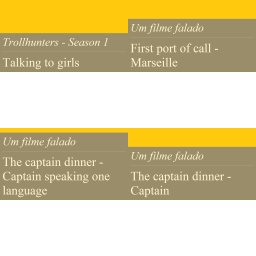 Trollhunters - Season 1
Talking to girls
Um filme falado
First port of call -
Marseille
Um filme falado
The captain dinner -
Captain speaking one
language
Um filme falado
The captain dinner -
Captain